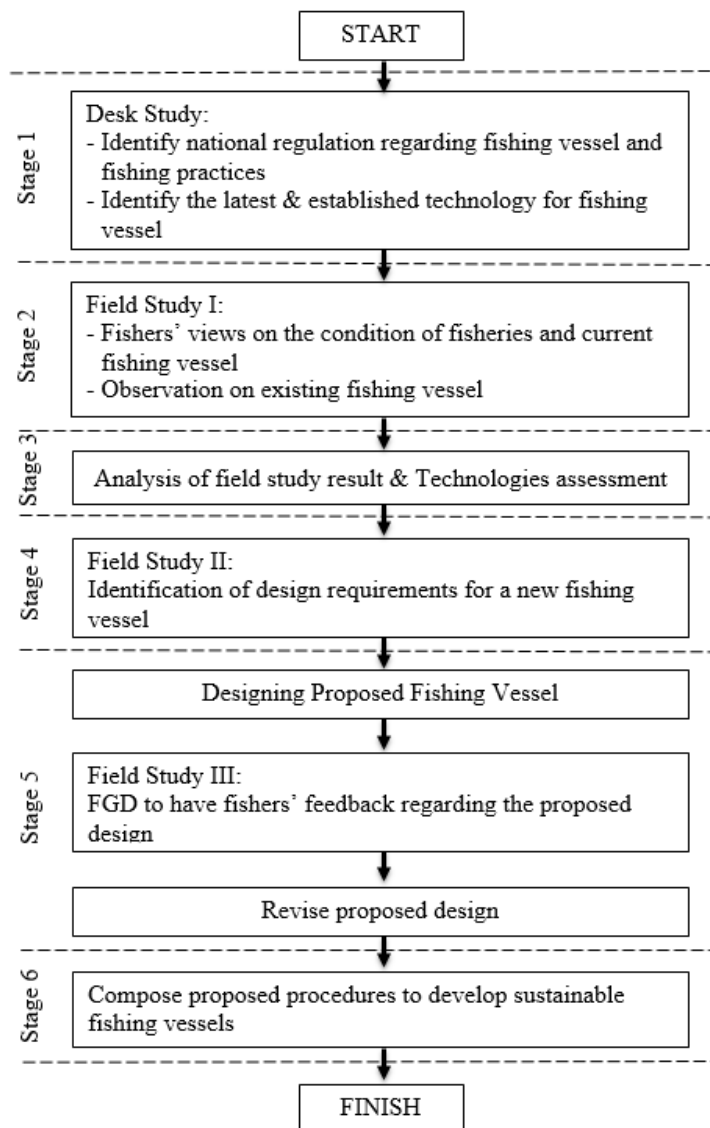 START
Stage 1
Desk Study:
- Identify national regulation regarding fishing vessel and
fishing practices
- Identify the latest & established technology for fishing
vessel
Stage 2
Field Study I:
- Fishers’ views on the condition of fisheries and current
fishing vessel
- Observation on existing fishing vessel
Stage 3
Analysis of field study result & Technologies assessment
Stage 4
Field Study II:
Identification of design requirements for a new fishing
vessel
Stage 5
Designing Proposed Fishing Vessel
Field Study III:
FGD to have fishers’ feedback regarding the proposed
design
Revise proposed design
Stage 6
Compose proposed procedures to develop sustainable
fishing vessels
FINISH